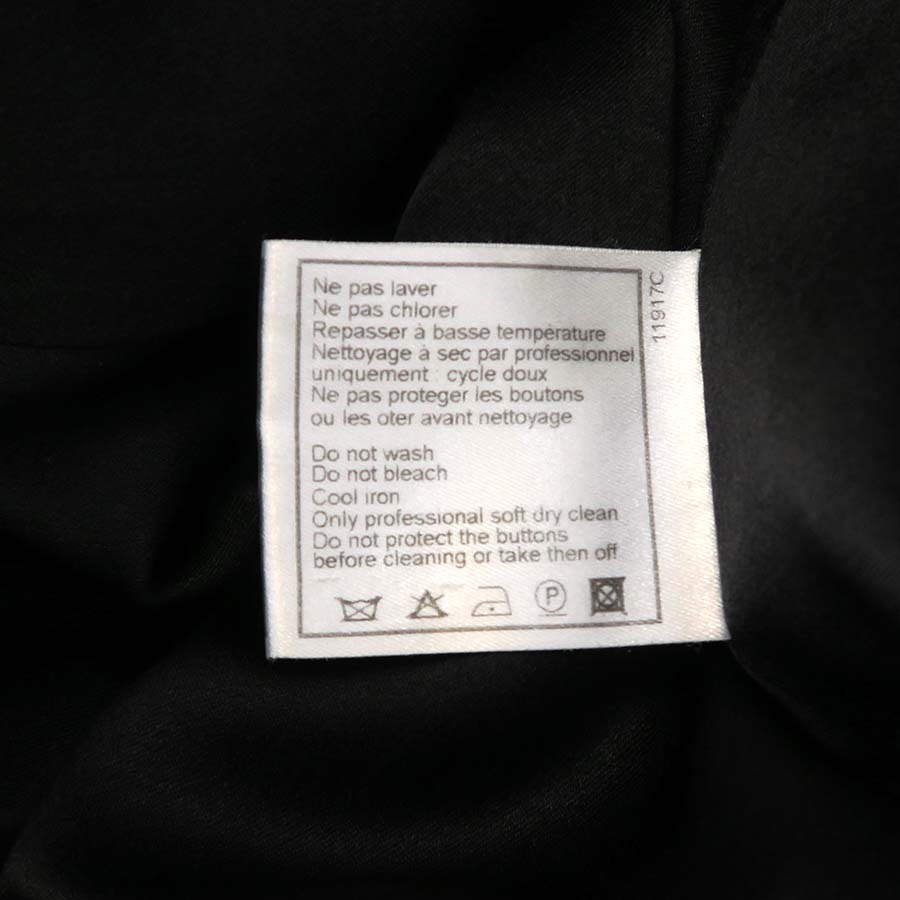 Ne pas laver
Ne pas chlorer
Repasser à basse tempèrature
Nettoyage à sec par professionnel
uniquement : cycle doux
Ne pas proteger les boutons
ou les oter avant nettoyage
Do not wash
Do not bleach
Cool iron
Only professional soft dry clean
Do not protect the buttons
before cleaning or take then off
P
11917C